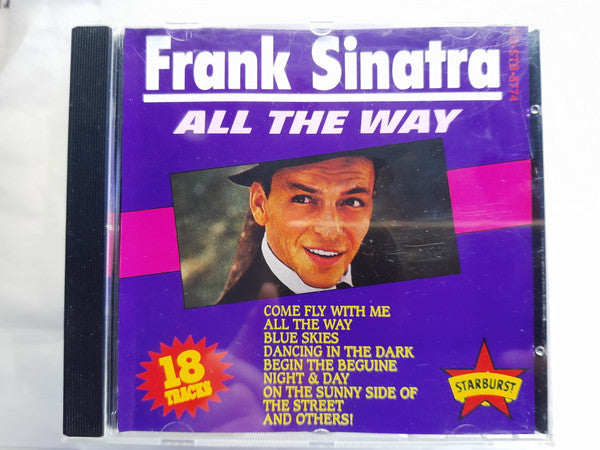 Frank Sinatra
ALL THE WAY
COME FLY WITH ME
ALL THE WAY
BLUE SKIES
DANCING IN THE DARK
BEGIN THE BEGUINE
NIGHT & DAY
ON THE SUNNY SIDE OF
THE STREET
AND OTHERS!
18
TRACKS
STARBURST